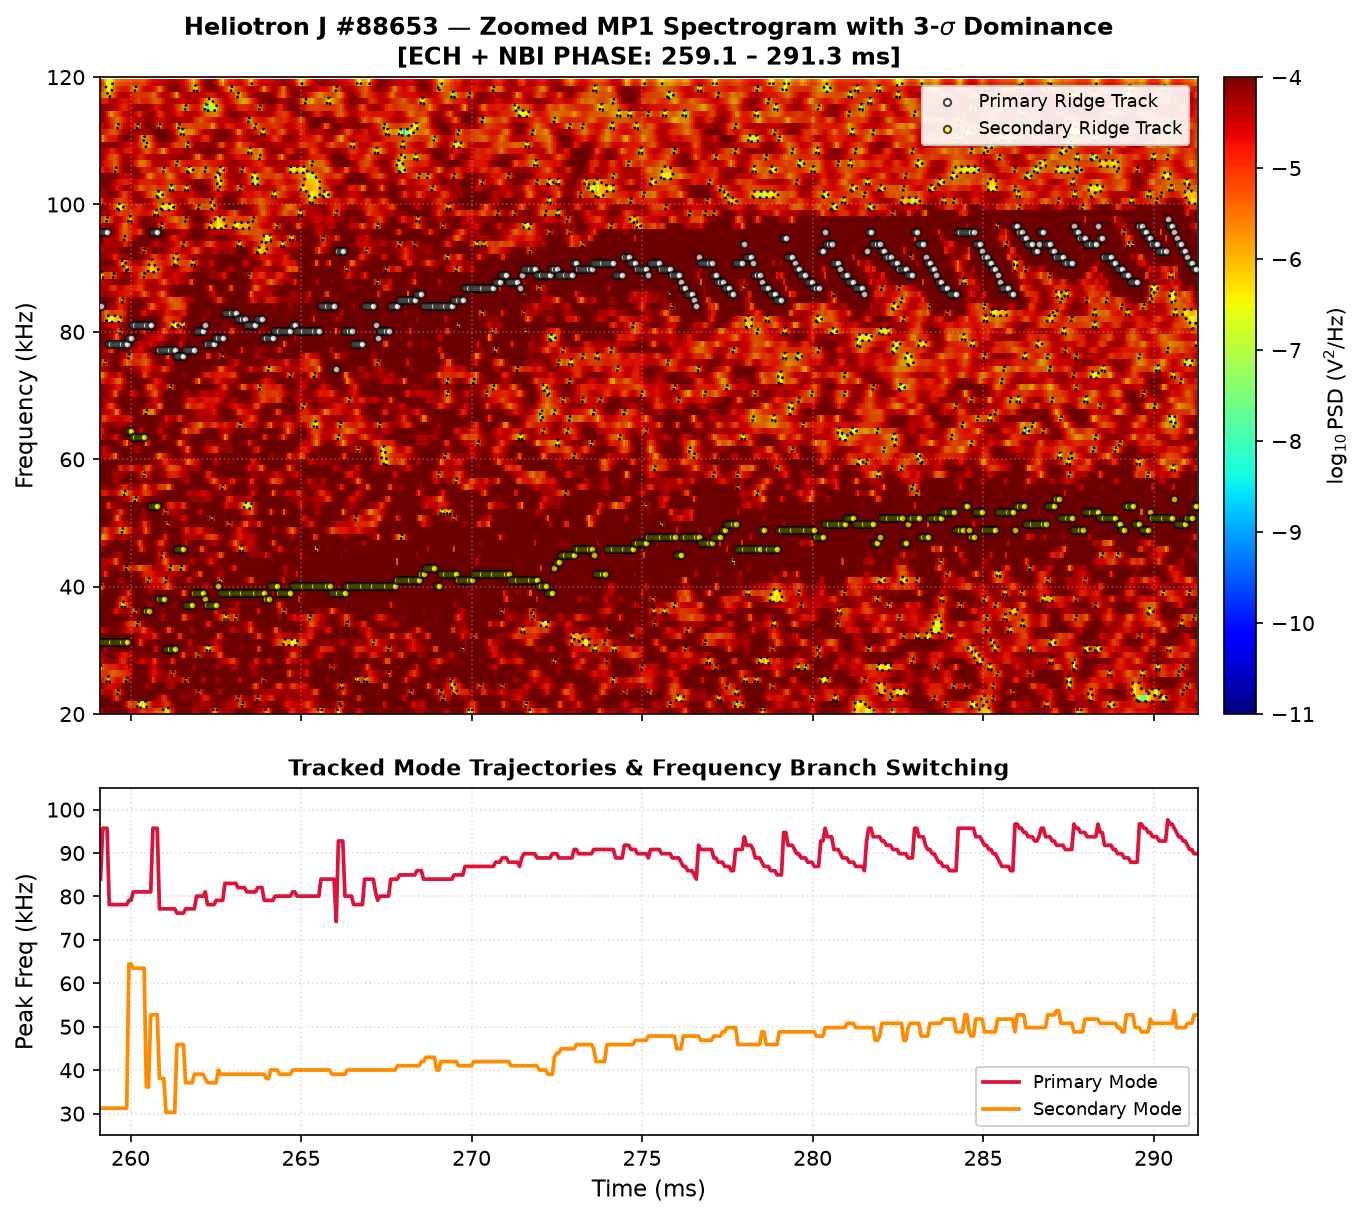 Heliotron J #88653 — Zoomed MP1 Spectrogram with 3-σ Dominance
[ECH + NBI PHASE: 259.1 – 291.3 ms]
Primary Ridge Track
Secondary Ridge Track
120
100
80
60
40
20
Frequency (kHz)
−4
−5
−6
−7
−8
−9
−10
−11
log₁₀ PSD (V²/Hz)
Tracked Mode Trajectories & Frequency Branch Switching
100
90
80
70
60
50
40
30
Peak Freq (kHz)
Primary Mode
Secondary Mode
260 265 270 275 280 285 290
Time (ms)